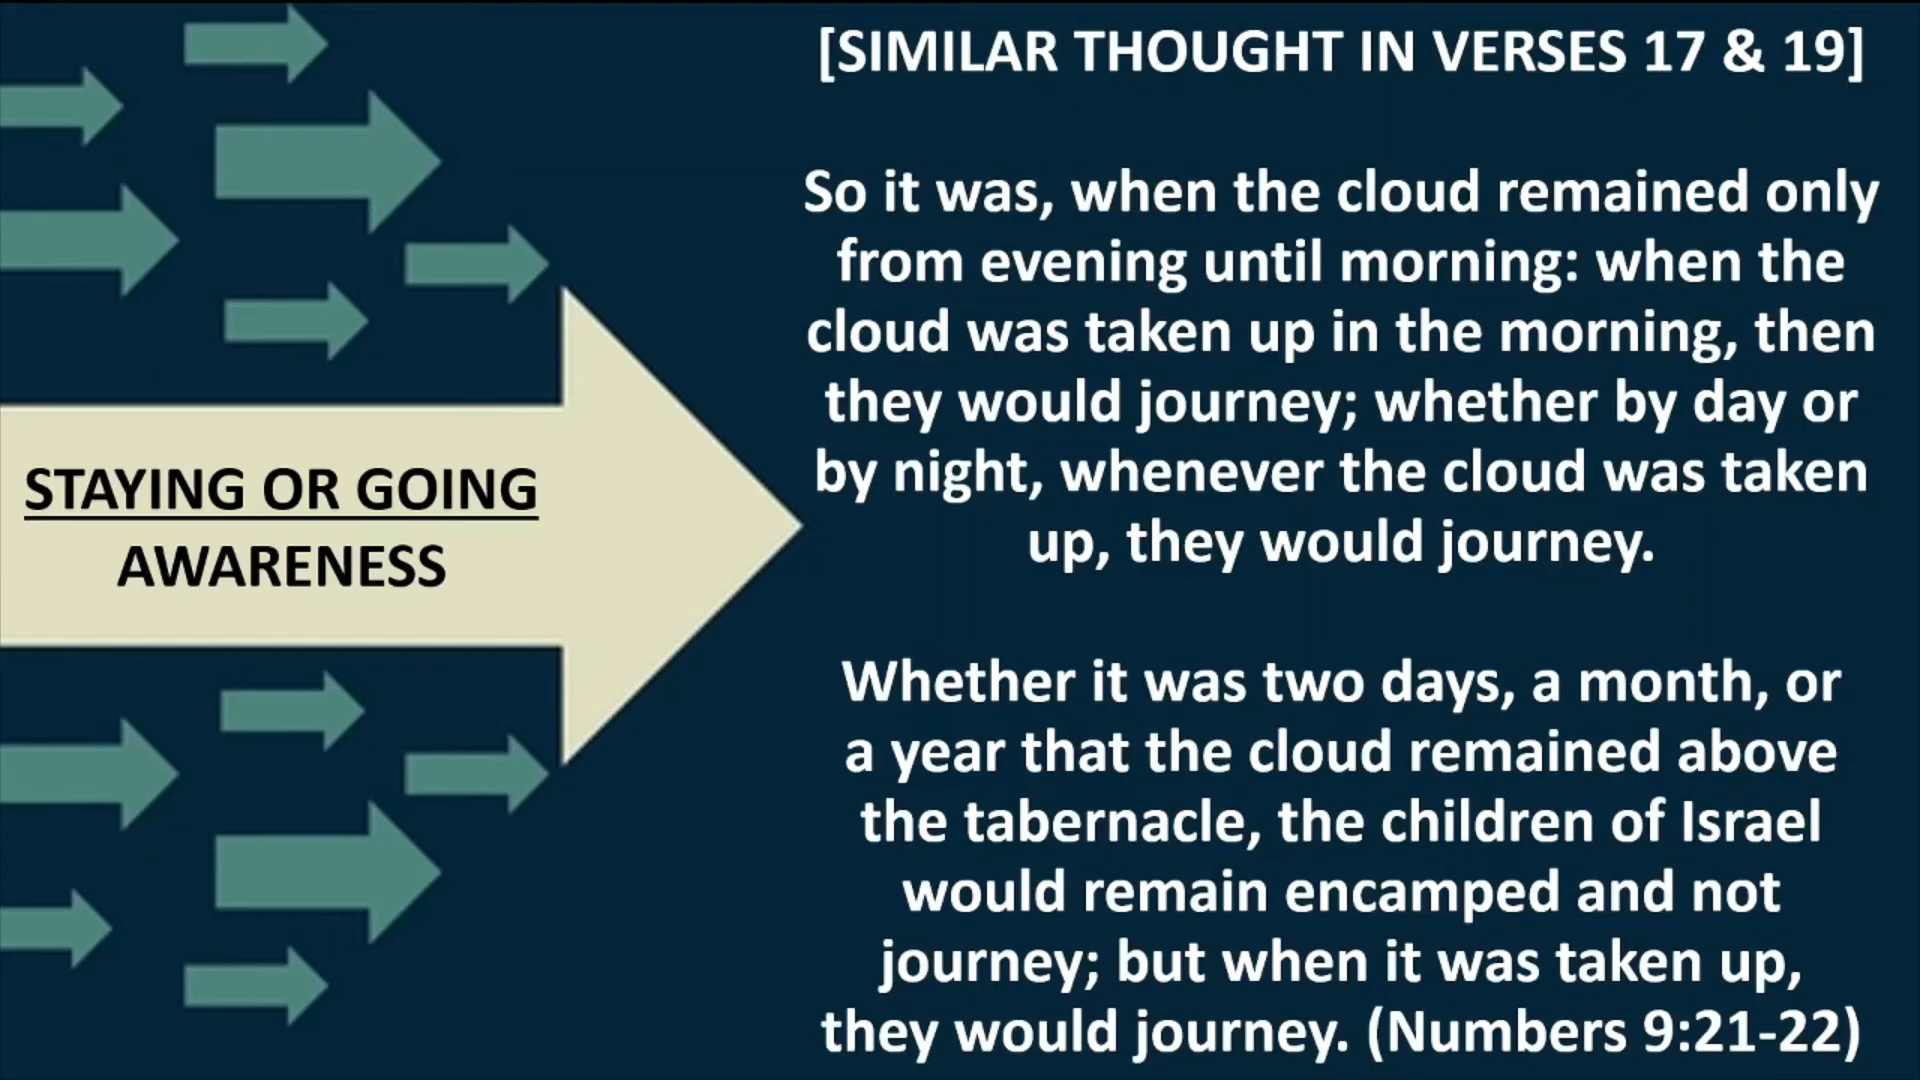 STAYING OR GOING
AWARENESS
[SIMILAR THOUGHT IN VERSES 17 & 19]
So it was, when the cloud remained only
from evening until morning: when the
cloud was taken up in the morning, then
they would journey; whether by day or
by night, whenever the cloud was taken
up, they would journey.
Whether it was two days, a month, or
a year that the cloud remained above
the tabernacle, the children of Israel
would remain encamped and not
journey; but when it was taken up,
they would journey. (Numbers 9:21-22)